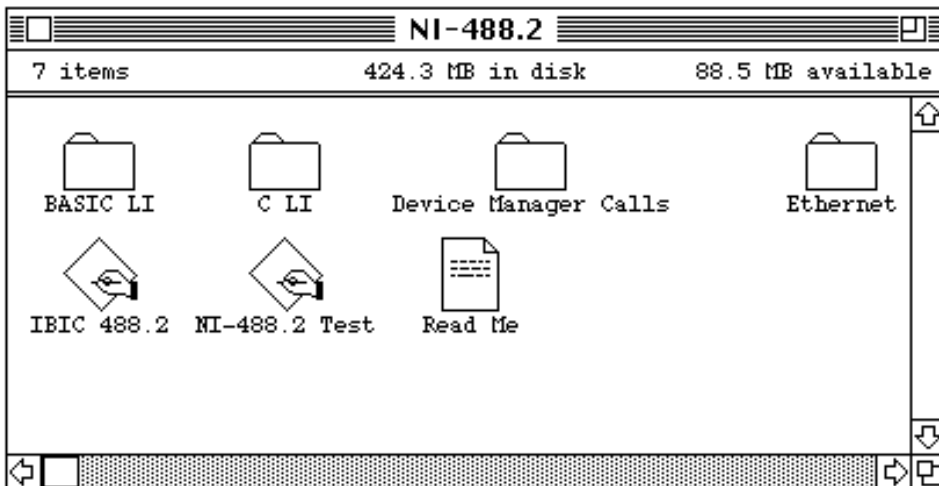 NI-488.2
7 items 424.3 MB in disk 88.5 MB available
BASIC LI C LI Device Manager Calls Ethernet
IBIC 488.2 NI-488.2 Test Read Me